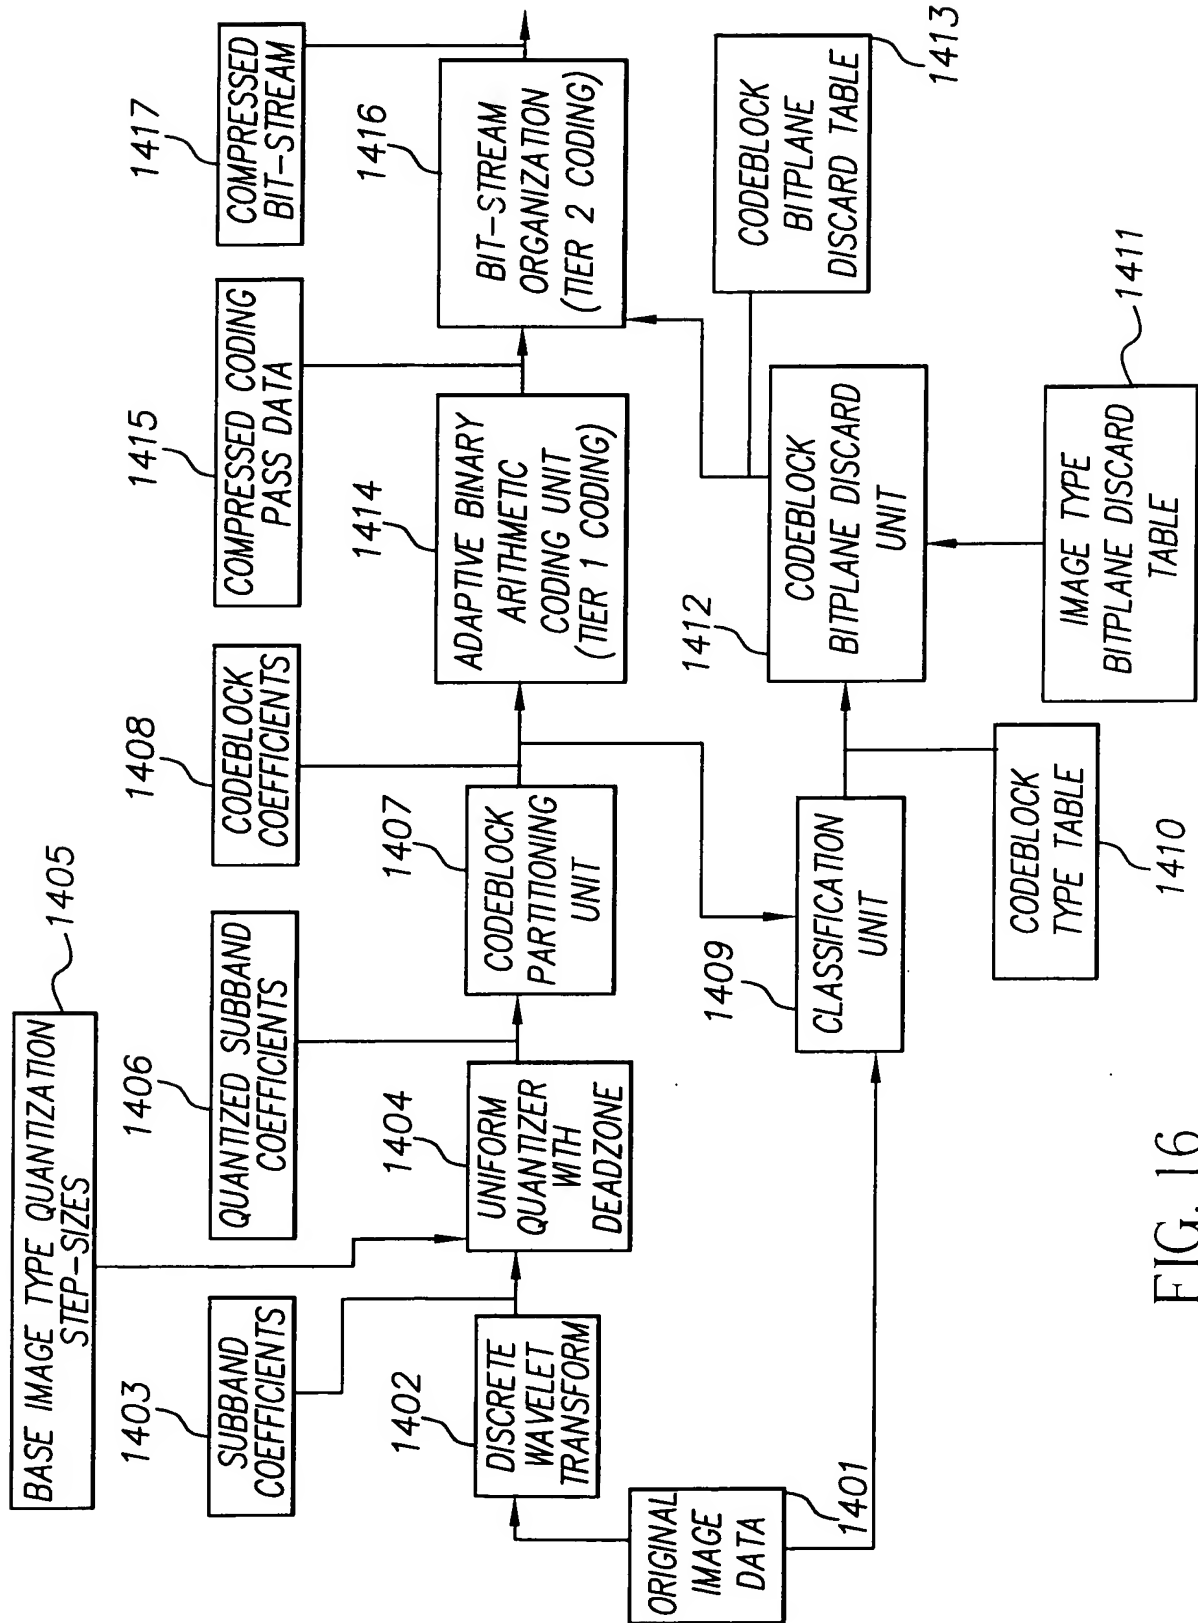 BASE IMAGE TYPE QUANTIZATION
STEP-SIZES
1405
1403
SUBBAND
COEFFICIENTS
1406
QUANTIZED SUBBAND
COEFFICIENTS
1408
CODEBLOCK
COEFFICIENTS
1415
COMPRESSED CODING
PASS DATA
1417
COMPRESSED
BIT-STREAM
1402
DISCRETE
WAVELET
TRANSFORM
1404
UNIFORM
QUANTIZER
WITH
DEADZONE
1407
CODEBLOCK
PARTITIONING
UNIT
1414
ADAPTIVE BINARY
ARITHMETIC
CODING UNIT
(TIER 1 CODING)
1416
BIT-STREAM
ORGANIZATION
(TIER 2 CODING)
ORIGINAL
IMAGE
DATA
1401
1409
CLASSIFICATION
UNIT
1412
CODEBLOCK
BITPLANE DISCARD
UNIT
CODEBLOCK
BITPLANE
DISCARD TABLE
1413
CODEBLOCK
TYPE TABLE
1410
IMAGE TYPE
BITPLANE DISCARD
TABLE
1411
FIG. 16